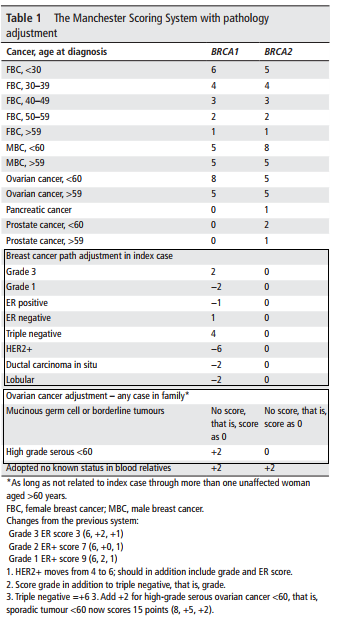 Table 1 The Manchester Scoring System with pathology
adjustment
Cancer, age at diagnosis BRCA1 BRCA2
FBC, <30 6 5
FBC, 30–39 4 4
FBC, 40–49 3 3
FBC, 50–59 2 2
FBC, >59 1 1
MBC, <60 5 8
MBC, >59 5 5
Ovarian cancer, <60 8 5
Ovarian cancer, >59 5 5
Pancreatic cancer 0 1
Prostate cancer, <60 0 2
Prostate cancer, >59 0 1
Breast cancer path adjustment in index case
Grade 3 2 0
Grade 1 −2 0
ER positive −1 0
ER negative 1 0
Triple negative 4 0
HER2+ −6 0
Ductal carcinoma in situ −2 0
Lobular −2 0
Ovarian cancer adjustment – any case in family*
Mucinous germ cell or borderline tumours No score, No score, that is,
that is, score score as 0
as 0
High grade serous <60 +2 0
Adopted no known status in blood relatives +2 +2
*As long as not related to index case through more than one unaffected woman
aged >60 years.
FBC, female breast cancer; MBC, male breast cancer.
Changes from the previous system:
Grade 3 ER score 3 (6, +2, +1)
Grade 2 ER+ score 7 (6, +0, 1)
Grade 1 ER+ score 9 (6, 2, 1)
1. HER2+ moves from 4 to 6; should in addition include grade and ER score.
2. Score grade in addition to triple negative, that is, grade.
3. Triple negative =+6 3. Add +2 for high-grade serous ovarian cancer <60, that is,
sporadic tumour <60 now scores 15 points (8, +5, +2).